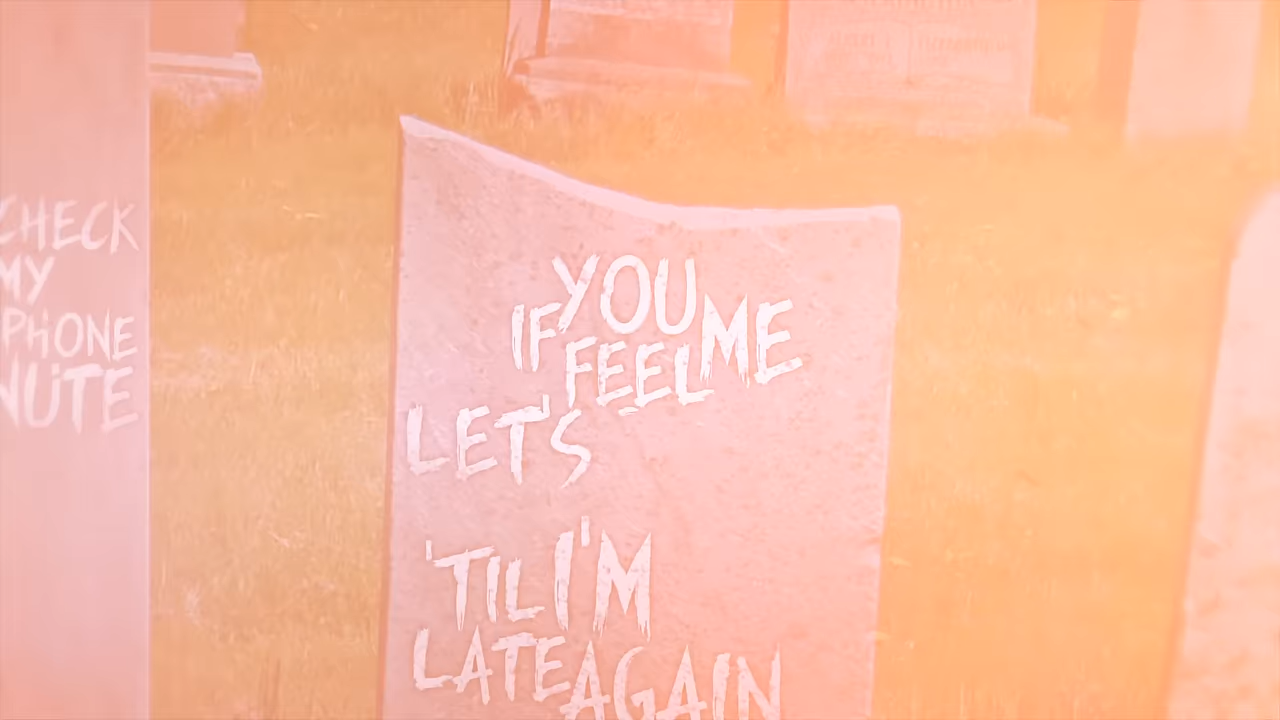 CHECK
MY
PHONE
NUTE
IF YOU FEEL ME
LET'S
'TIL I'M
LATE AGAIN